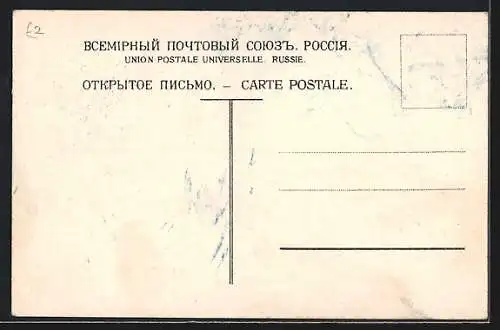 £2
ВСЕМІРНЫЙ ПОЧТОВЫЙ СОЮЗЪ. РОССІЯ.
UNION POSTALE UNIVERSELLE. RUSSIE.
ОТКРЫТОЕ ПИСЬМО. – CARTE POSTALE.